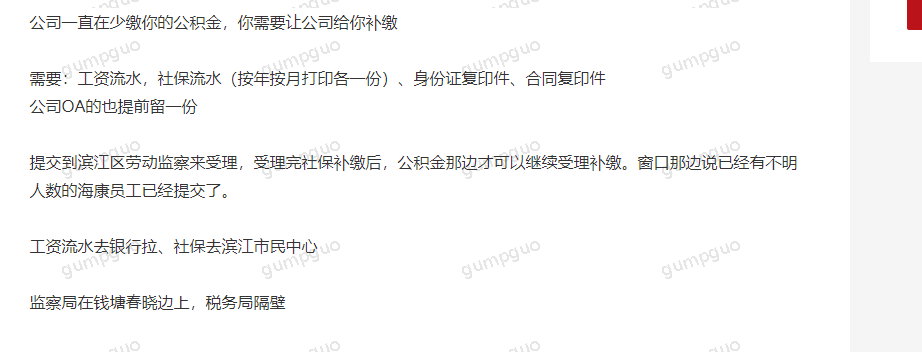 公司一直在少缴你的公积金，你需要让公司给你补缴
需要：工资流水，社保流水（按年按月打印各一份）、身份证复印件、合同复印件
公司OA的也提前留一份
提交到滨江区劳动监察来受理，受理完社保补缴后，公积金那边才可以继续受理补缴。窗口那边说已经有不明
人数的海康员工已经提交了。
工资流水去银行拉、社保去滨江市民中心
监察局在钱塘春晓边上，税务局隔壁
gumpguo
gumpguo
gumpguo
gumpguo
gumpguo
gumpguo
gumpguo
gumpguo
gumpguo
gumpguo
gumpguo
gumpguo